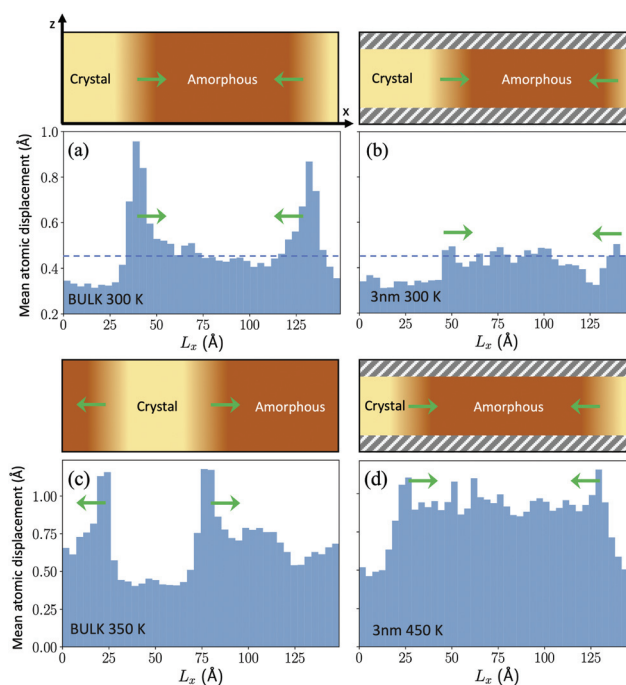 z
Crystal
Amorphous
x
Crystal
Amorphous
Mean atomic displacement (Å)
1.0
0.8
0.6
0.4
0.2
(a)
BULK 300 K
0 25 50 75 100 125
Lx (Å)
(b)
3nm 300 K
0 25 50 75 100 125
Lx (Å)
Crystal
Amorphous
Crystal
Amorphous
Mean atomic displacement (Å)
1.00
0.75
0.50
0.25
0.00
(c)
BULK 350 K
0 25 50 75 100 125
Lx (Å)
(d)
3nm 450 K
0 25 50 75 100 125
Lx (Å)